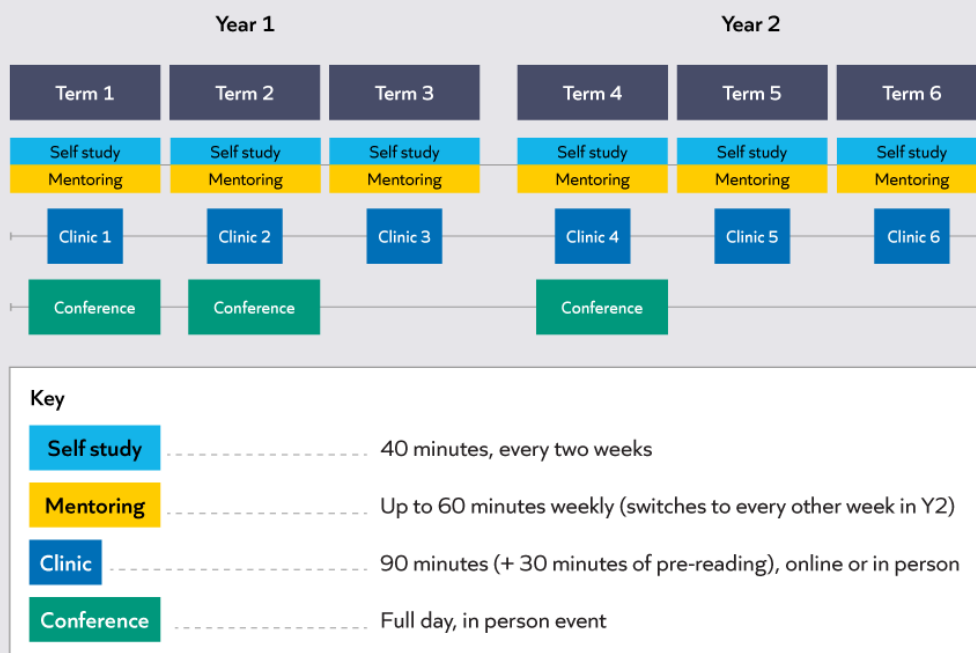 Year 1 Year 2
Term 1 Term 2 Term 3 Term 4 Term 5 Term 6
Self study Self study Self study Self study Self study Self study
Mentoring Mentoring Mentoring Mentoring Mentoring Mentoring
Clinic 1 Clinic 2 Clinic 3 Clinic 4 Clinic 5 Clinic 6
Conference Conference Conference
Key
Self study 40 minutes, every two weeks
Mentoring Up to 60 minutes weekly (switches to every other week in Y2)
Clinic 90 minutes (+ 30 minutes of pre-reading), online or in person
Conference Full day, in person event